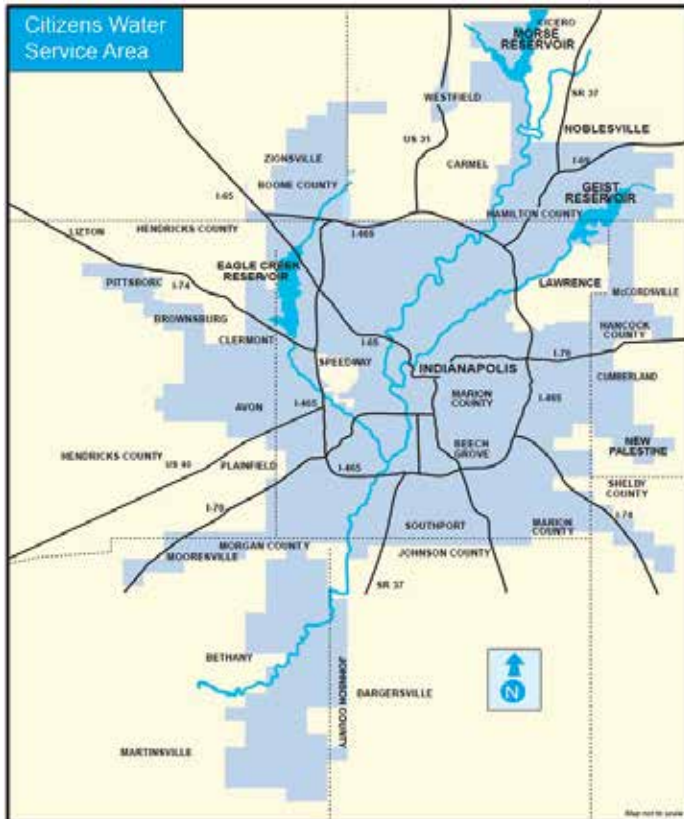 Citizens Water
Service Area
CICERO
MORSE
RESERVOIR
SR 37
WESTFIELD
US 31
NOBLESVILLE
ZIONSVILLE
CARMEL
I-69
BOONE COUNTY
GEIST
RESERVOIR
I-65
HAMILTON COUNTY
LIZTON
HENDRICKS COUNTY
I-465
EAGLE CREEK
RESERVOIR
PITTSBORO
I-74
LAWRENCE
McCORDSVILLE
BROWNSBURG
HANCOCK
COUNTY
CLERMONT
I-65
SPEEDWAY
INDIANAPOLIS
I-70
CUMBERLAND
MARION
COUNTY
AVON
I-465
I-465
BEECH
GROVE
NEW
PALESTINE
HENDRICKS COUNTY
US 40
PLAINFIELD
I-465
SHELBY
COUNTY
I-70
I-74
SOUTHPORT
MARION
COUNTY
MORGAN COUNTY
MOORESVILLE
JOHNSON COUNTY
SR 37
BETHANY
JOHNSON COUNTY
N
BARGERSVILLE
MARTINSVILLE
Map not to scale